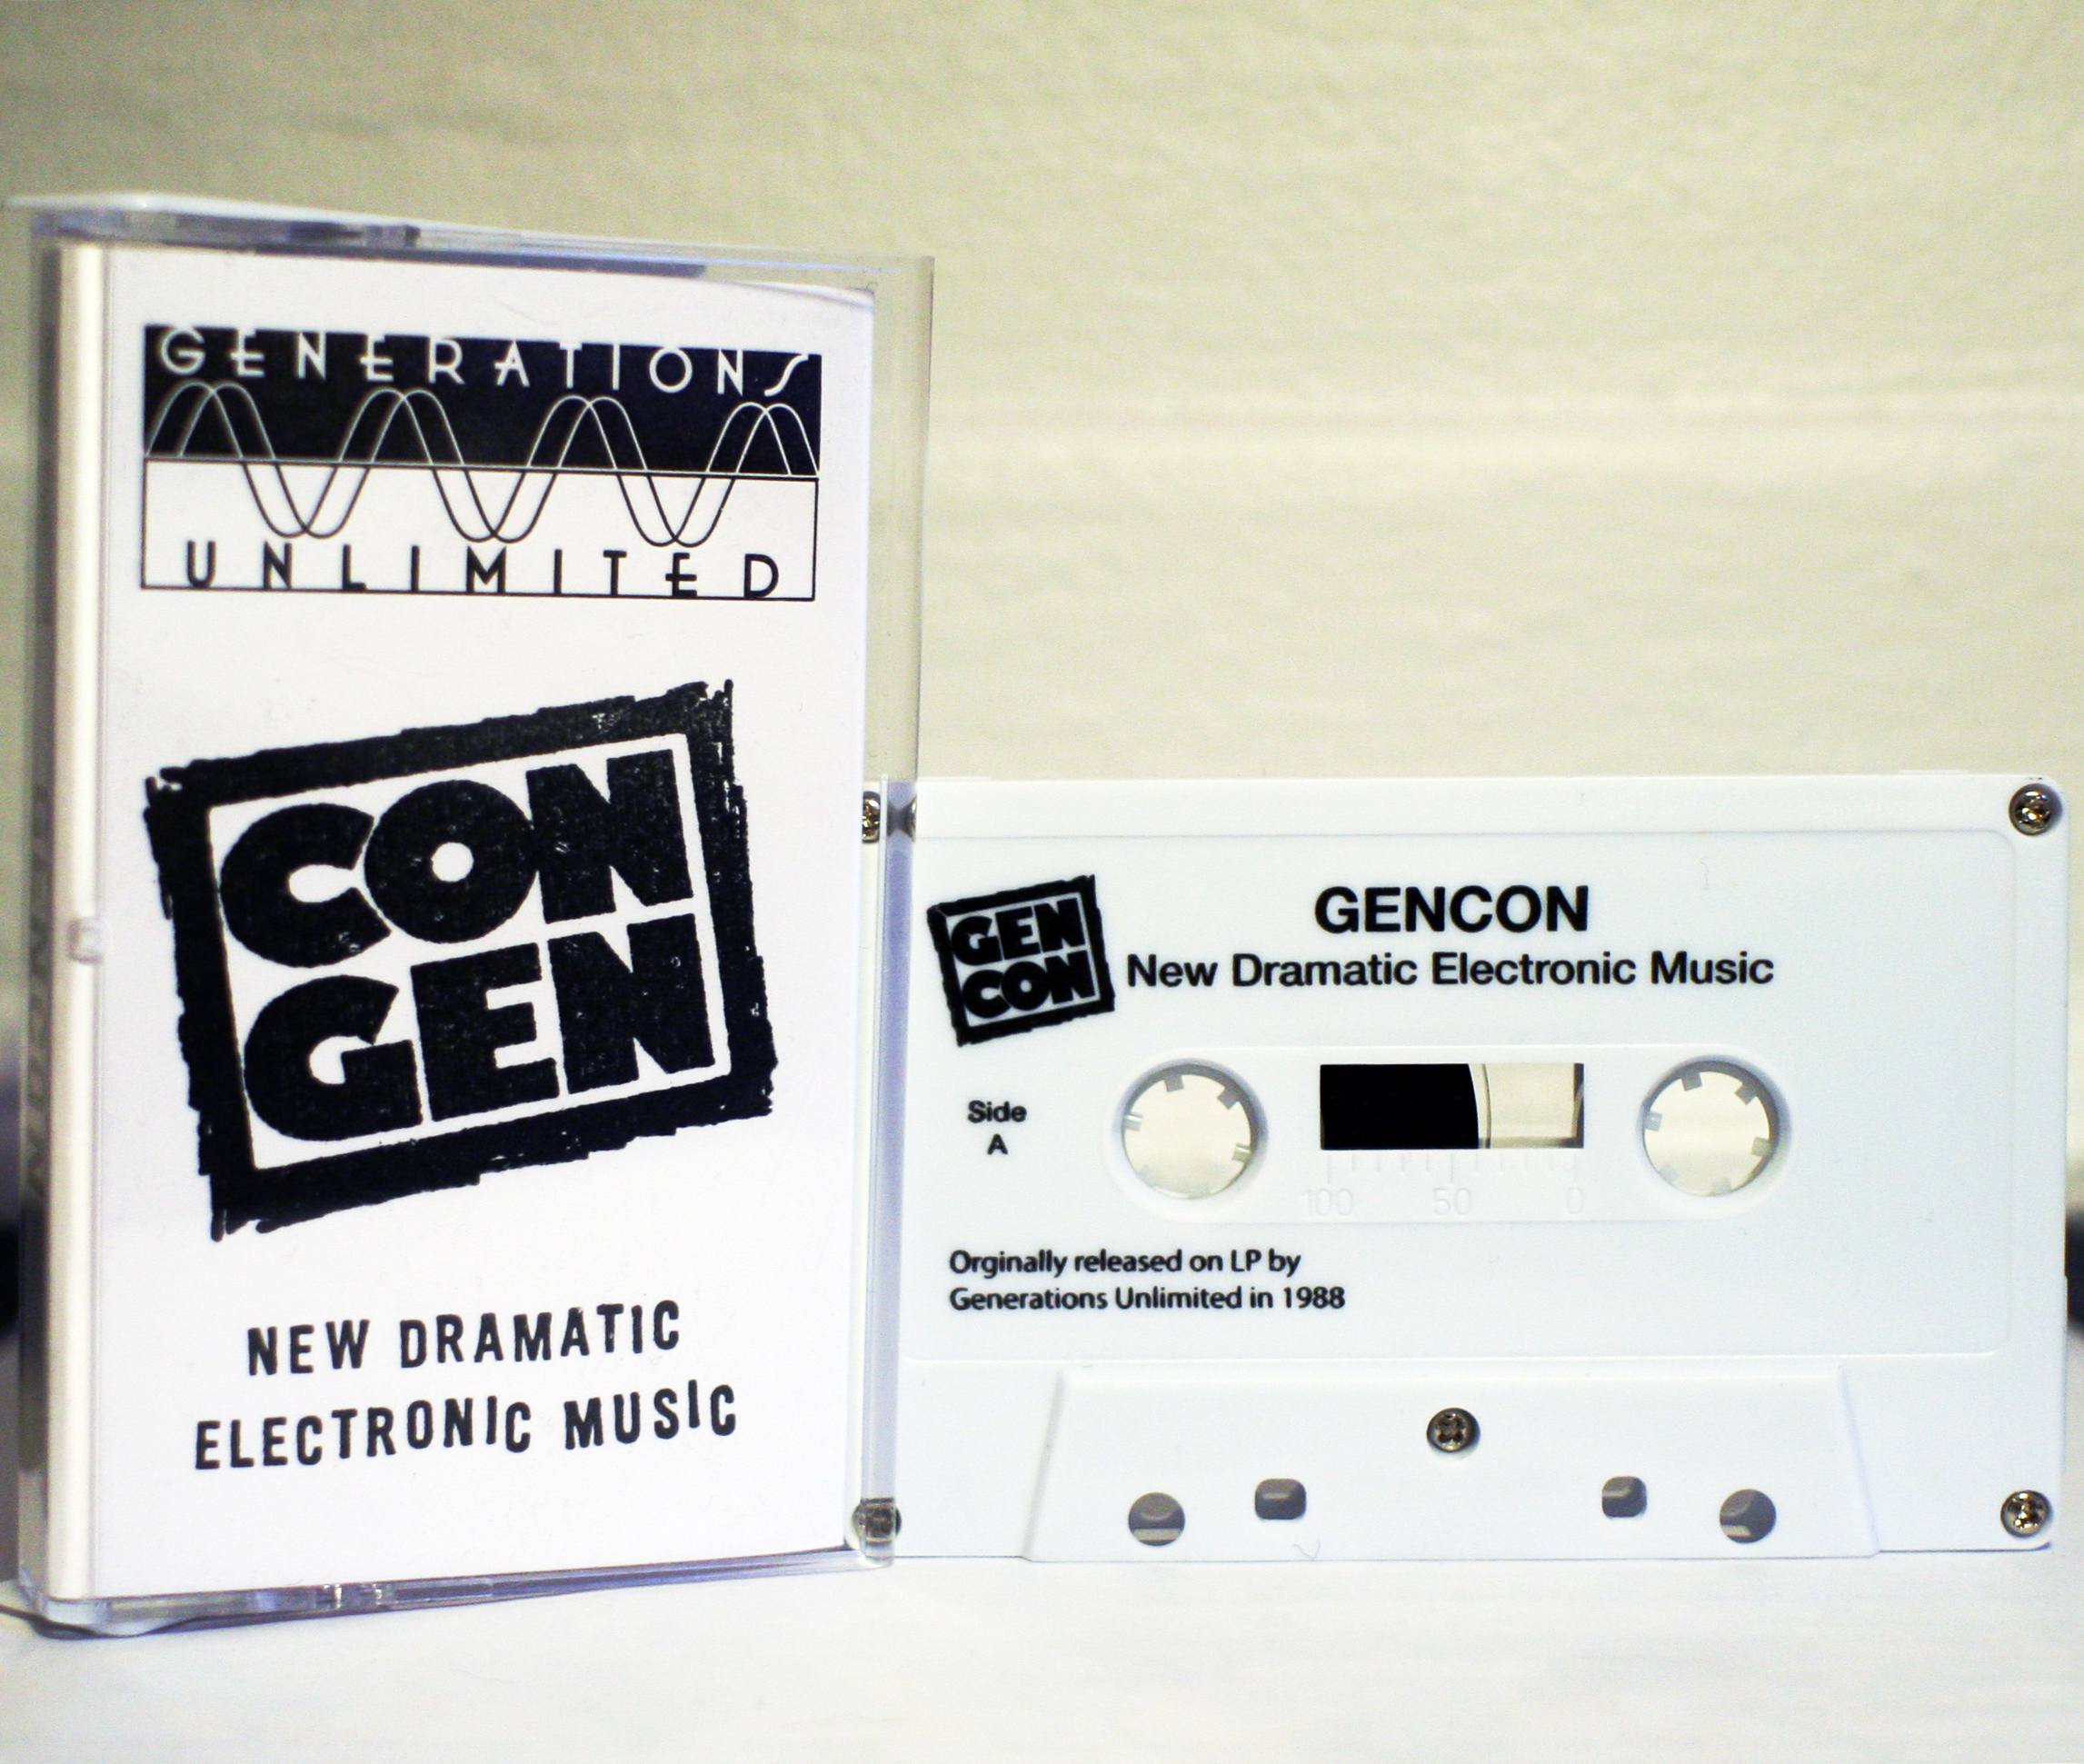 GENERATIONS
UNLIMITED
CON
GEN
NEW DRAMATIC
ELECTRONIC MUSIC
GEN
CON
GENCON
New Dramatic Electronic Music
Side
A
100 50 0
Orginally released on LP by
Generations Unlimited in 1988